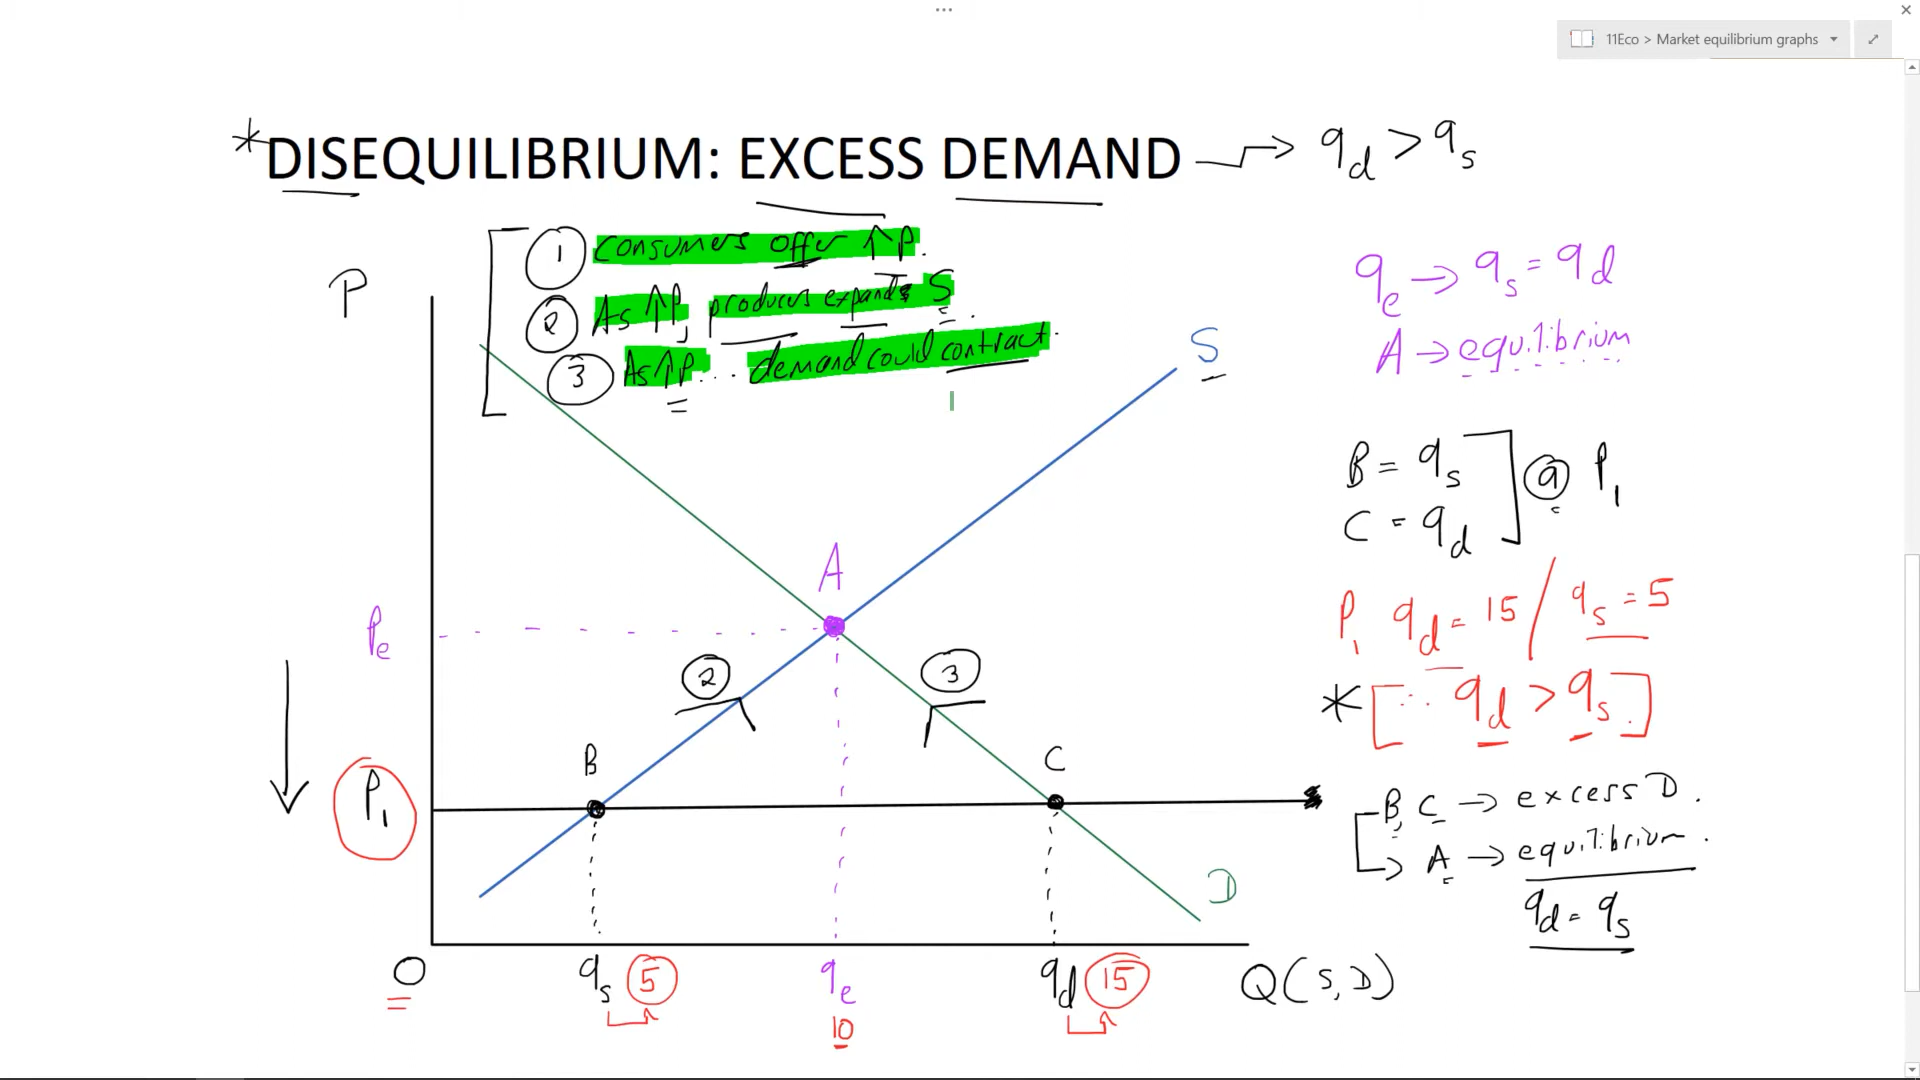 11Eco > Market equilibrium graphs
*DISEQUILIBRIUM: EXCESS DEMAND → qd > qs
1 Consumers offer ↑P.
2 As ↑P, producers expands S.
3 As ↑P... demand could contract.
P
S
qe → qs = qd
A → equilibrium
B = qs
C = qd
@ P1
A
Pe
P1 qd = 15 / qs = 5
* [∴ qd > qs.]
2
3
B
C
P1
B, C → excess D.
A → equilibrium.
qd = qs
D
O
qs 5
qe
10
qd 15
Q(S,D)